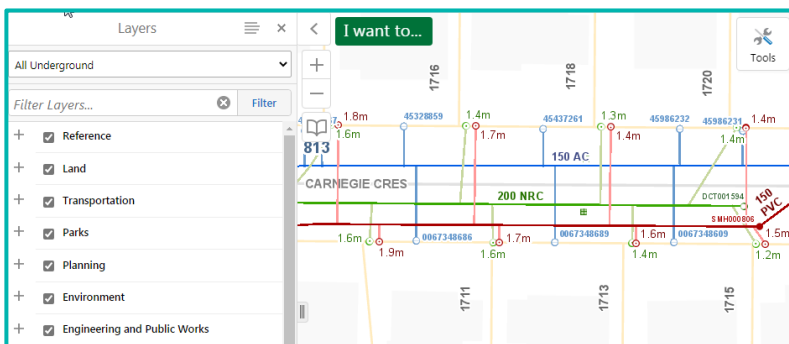 Layers
I want to...
Tools
All Underground
Filter Layers...
Filter
Reference
Land
Transportation
Parks
Planning
Environment
Engineering and Public Works
1716
1718
1720
1.8m
45328859
1.4m
45437261
1.3m
45986232
45986231
1.4m
1.6m
1.7m
1.4m
1.4m
813
150 AC
CARNEGIE CRES
200 NRC
DCT001594
150
PVC
SMH000806
1.6m
0067348686
1.7m
0067348689
1.6m
0067348609
1.5m
1.9m
1.6m
1.4m
1.2m
1711
1713
1715